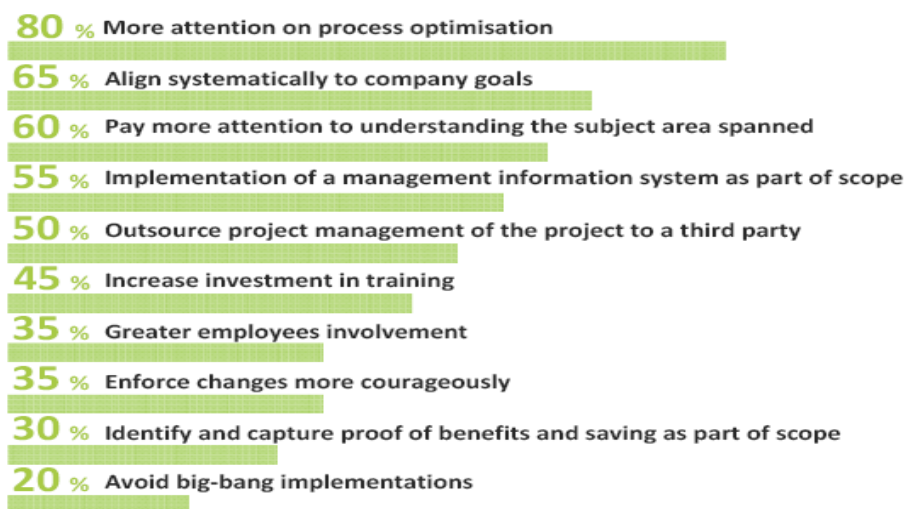 80 % More attention on process optimisation
65 % Align systematically to company goals
60 % Pay more attention to understanding the subject area spanned
55 % Implementation of a management information system as part of scope
50 % Outsource project management of the project to a third party
45 % Increase investment in training
35 % Greater employees involvement
35 % Enforce changes more courageously
30 % Identify and capture proof of benefits and saving as part of scope
20 % Avoid big-bang implementations